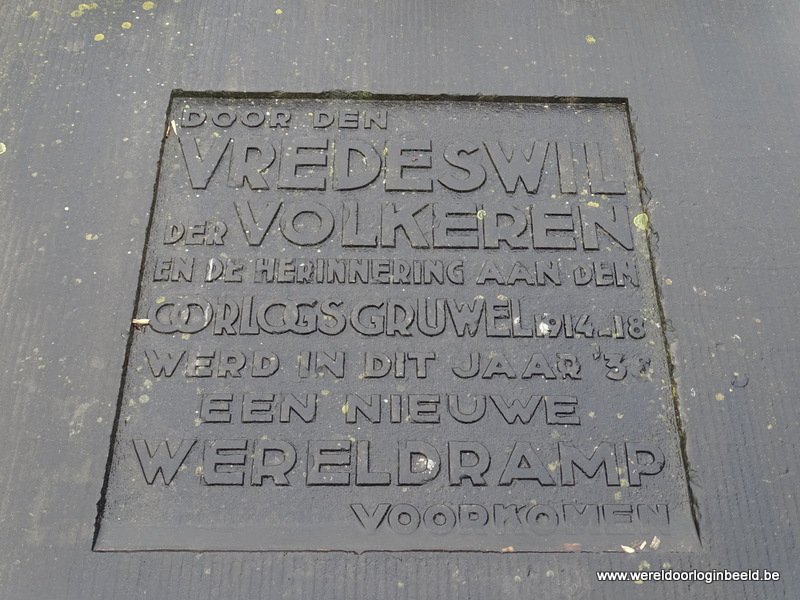 DOOR DEN
VREDESWIL
DER VOLKEREN
EN DE HERINNERING AAN DEN
OORLOGSGRUWEL 1914-18
WERD IN DIT JAAR
EEN NIEUWE
WERELDRAMP
VOORKOMEN
www.wereldoorloginbeeld.be